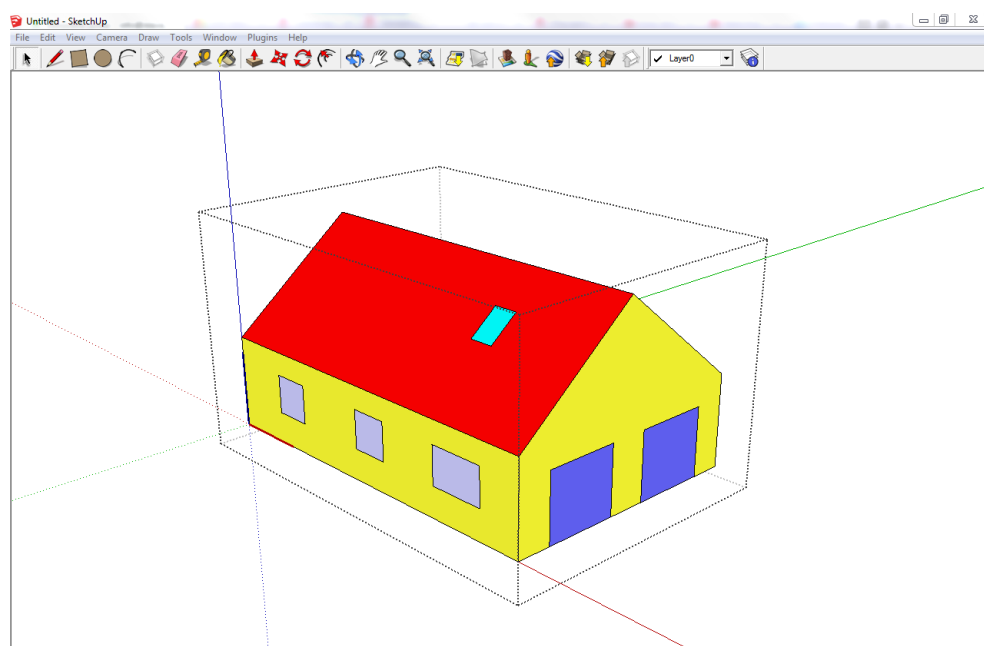 Untitled - SketchUp
File Edit View Camera Draw Tools Window Plugins Help
Layer0